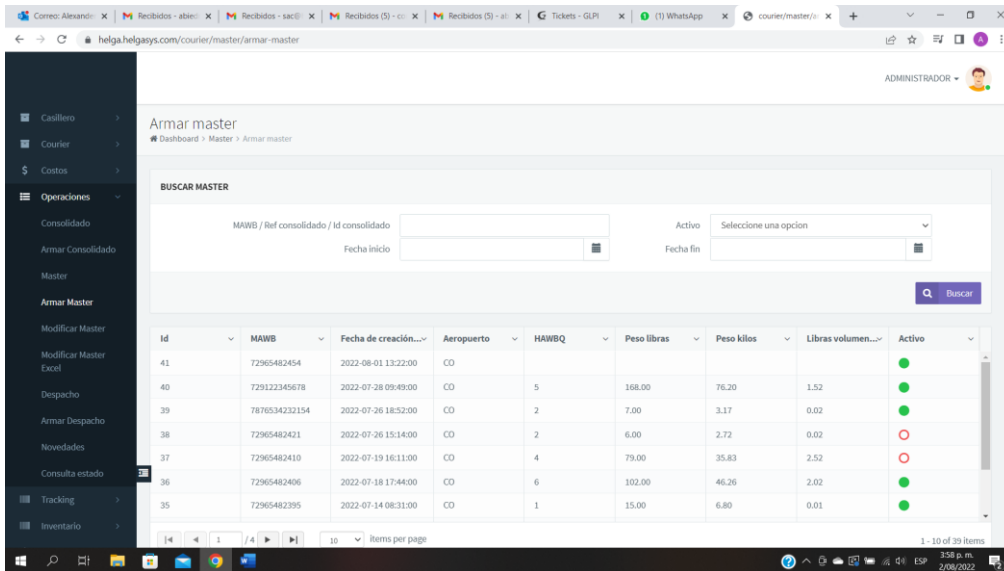 Correo: Alexande
Recibidos - abied
Recibidos - sac@
Recibidos (5) - co
Recibidos (5) - ab
Tickets - GLPI
(1) WhatsApp
courier/master/a
helga.helgasys.com/courier/master/armar-master
A
ADMINISTRADOR
Casillero
Courier
$ Costos
Operaciones
Consolidado
Armar Consolidado
Master
Armar Master
Modificar Master
Modificar Master
Excel
Despacho
Armar Despacho
Novedades
Consulta estado
Tracking
Inventario
Armar master
Dashboard > Master > Armar master
BUSCAR MASTER
MAWB / Ref consolidado / Id consolidado
Activo Seleccione una opcion
Fecha inicio
Fecha fin
Buscar
Id MAWB Fecha de creación... Aeropuerto HAWBQ Peso libras Peso kilos Libras volumen... Activo
41 72965482454 2022-08-01 13:22:00 CO
40 729122345678 2022-07-28 09:49:00 CO 5 168.00 76.20 1.52
39 7876534232154 2022-07-26 18:52:00 CO 2 7.00 3.17 0.02
38 72965482421 2022-07-26 15:14:00 CO 2 6.00 2.72 0.02
37 72965482410 2022-07-19 16:11:00 CO 4 79.00 35.83 2.52
36 72965482406 2022-07-18 17:44:00 CO 6 102.00 46.26 2.02
35 72965482395 2022-07-14 08:31:00 CO 1 15.00 6.80 0.01
1 / 4 10 items per page 1 - 10 of 39 items
ESP
3:58 p. m.
2/08/2022